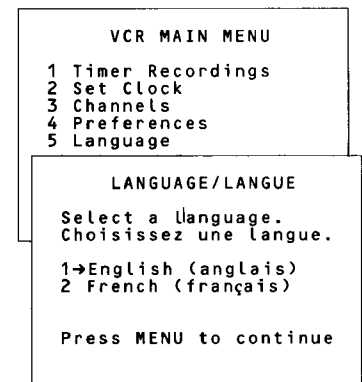 VCR MAIN MENU
1 Timer Recordings
2 Set Clock
3 Channels
4 Preferences
5 Language
LANGUAGE/LANGUE
Select a language.
Choisissez une langue.
1→English (anglais)
2 French (français)
Press MENU to continue